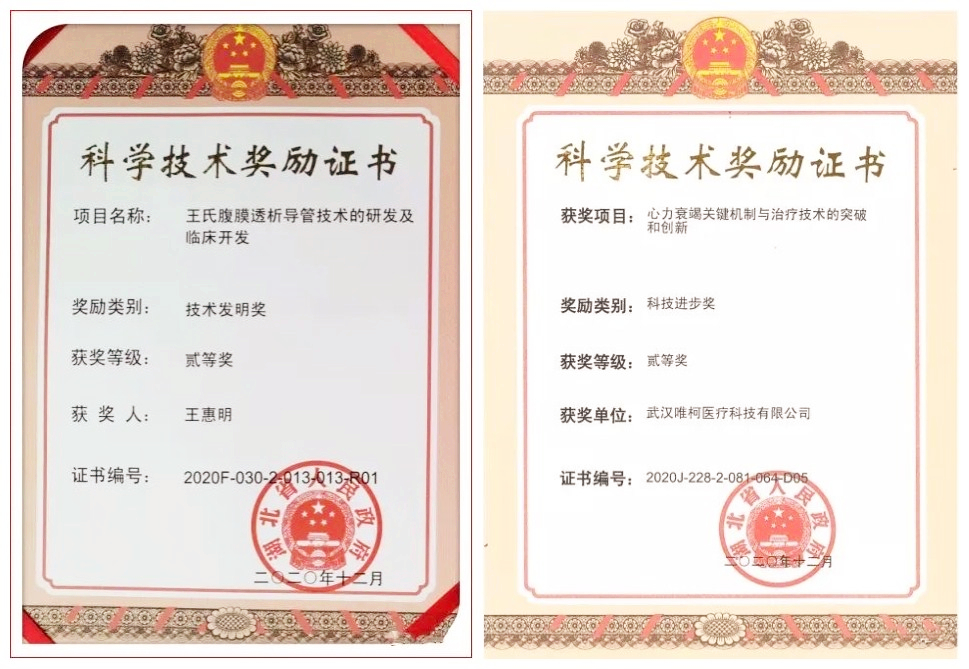 科学技术奖励证书
项目名称： 王氏腹膜透析导管技术的研发及
临床开发
奖励类别： 技术发明奖
获奖等级： 贰等奖
获 奖 人： 王惠明
证书编号： 2020F-030-2-013-013-R01
湖北省人民政府
二〇二〇年十二月
科学技术奖励证书
获奖项目： 心力衰竭关键机制与治疗技术的突破
和创新
奖励类别： 科技进步奖
获奖等级： 贰等奖
获奖单位： 武汉唯柯医疗科技有限公司
证书编号： 2020J-228-2-081-064-D05
湖北省人民政府
二〇二〇年十二月